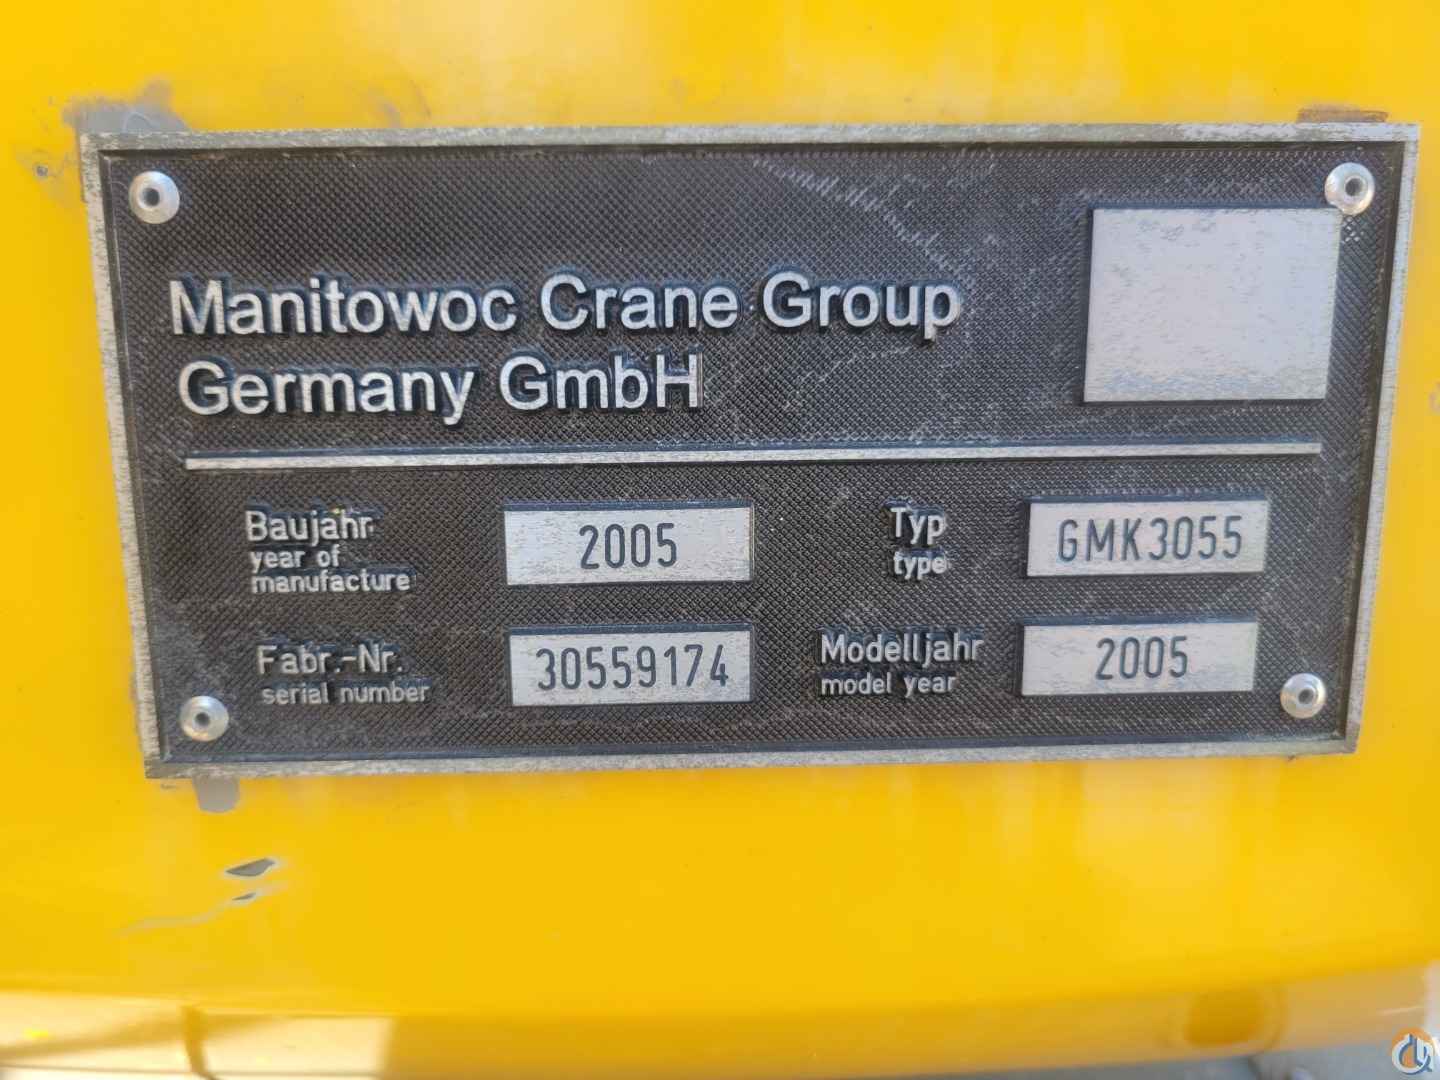 Manitowoc Crane Group
Germany GmbH
Baujahr
year of
manufacture
2005
Typ
type
GMK3055
Fabr.-Nr.
serial number
30559174
Modelljahr
model year
2005